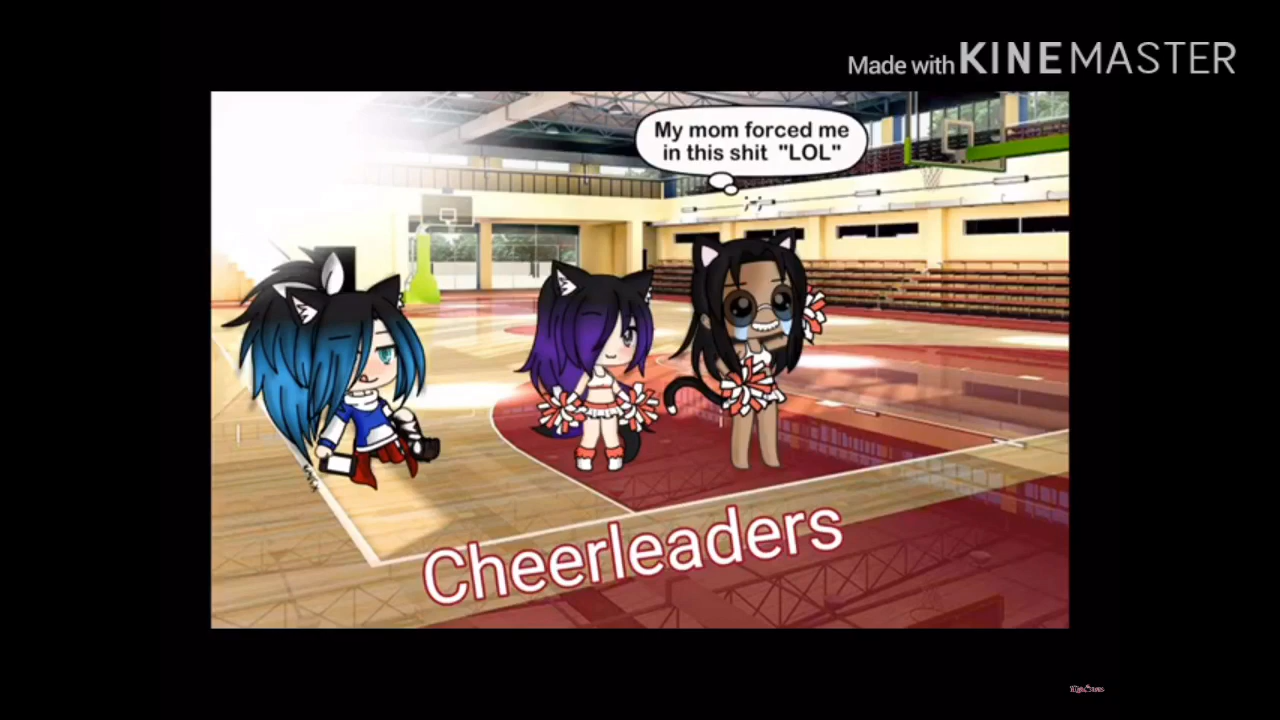 Made with KINEMASTER
My mom forced me
in this shit "LOL"
;-;
Cheerleaders